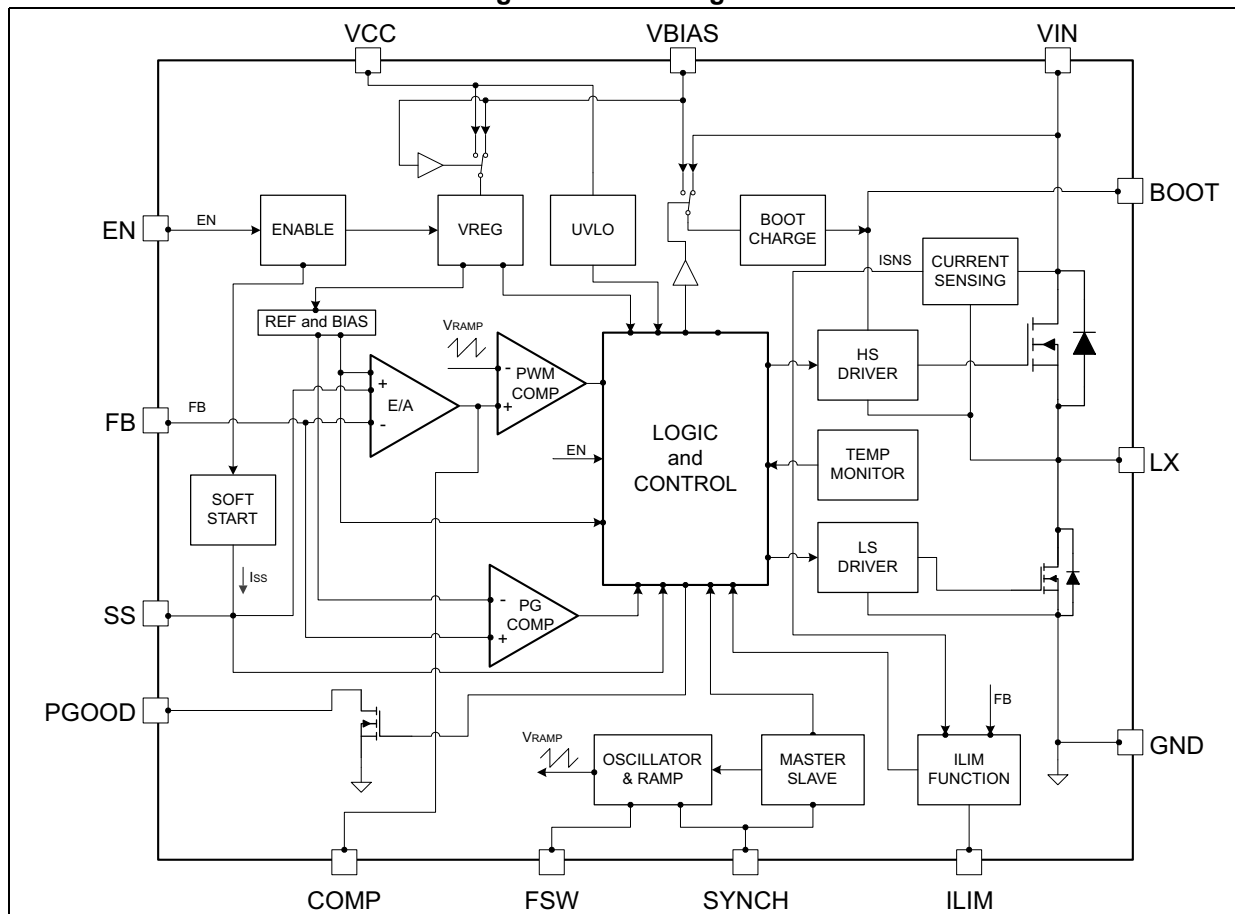 VCC VBIAS VIN
BOOT
EN
EN
ENABLE
VREG
UVLO
BOOT
CHARGE
ISNS
CURRENT
SENSING
REF and BIAS
VRAMP
-
PWM
COMP
+
HS
DRIVER
+
E/A
-
FB
FB
LOGIC
and
CONTROL
EN
TEMP
MONITOR
LX
SOFT
START
LS
DRIVER
ISS
-
PG
COMP
+
SS
PGOOD
FB
VRAMP
OSCILLATOR
& RAMP
MASTER
SLAVE
ILIM
FUNCTION
GND
COMP FSW SYNCH ILIM